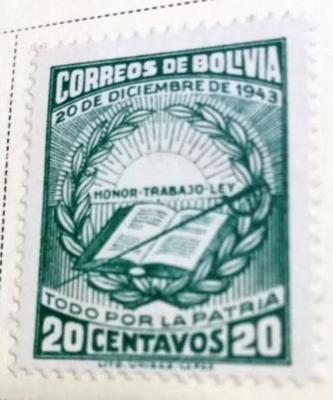 CORREOS DE BOLIVIA
20 DE DICIEMBRE DE 1943
HONOR·TRABAJO·LEY
TODO POR LA PATRIA
20 CENTAVOS 20